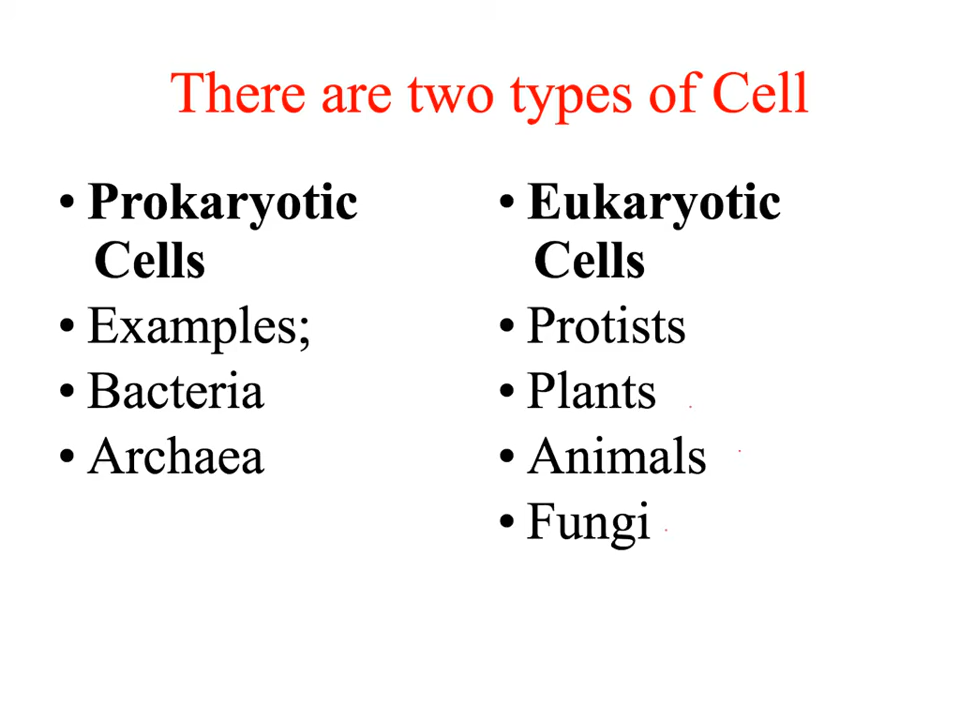 There are two types of Cell
• Prokaryotic
Cells
• Examples;
• Bacteria
• Archaea
• Eukaryotic
Cells
• Protists
• Plants
• Animals
• Fungi